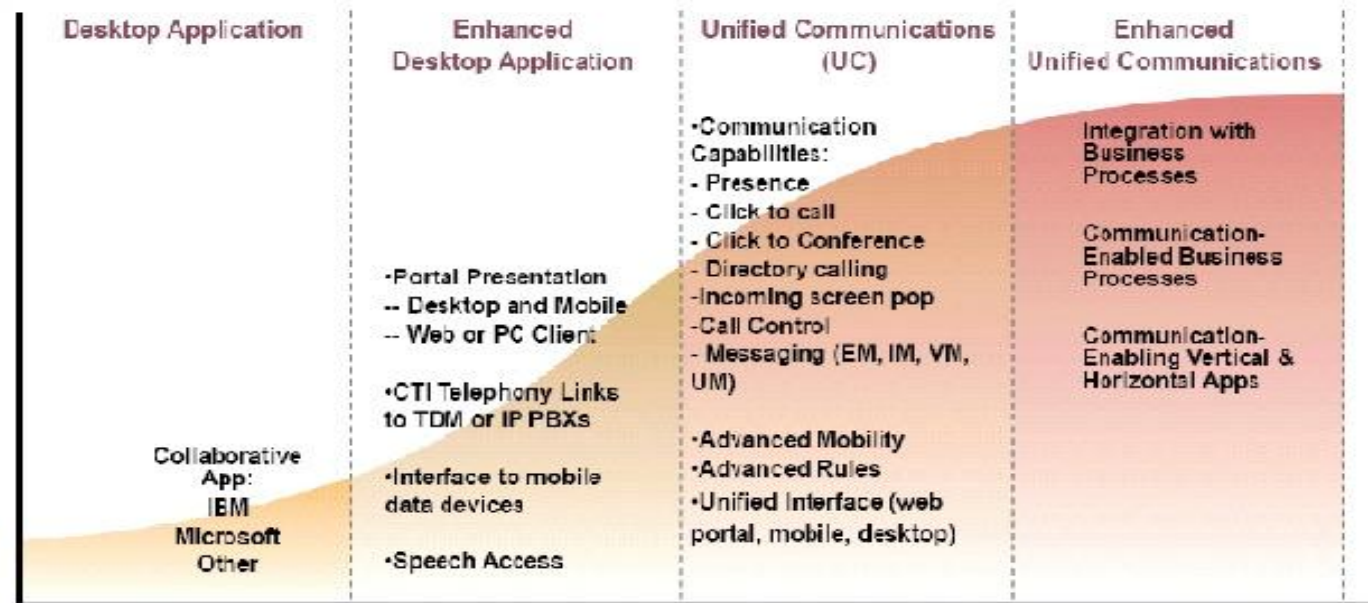 Desktop Application
Collaborative
App:
IBM
Microsoft
Other
Enhanced
Desktop Application
•Portal Presentation
-- Desktop and Mobile
-- Web or PC Client
•CTI Telephony Links
to TDM or IP PBXs
•Interface to mobile
data devices
•Speech Access
Unified Communications
(UC)
•Communication
Capabilities:
- Presence
- Click to call
- Click to Conference
- Directory calling
-Incoming screen pop
-Call Control
- Messaging (EM, IM, VM,
UM)
•Advanced Mobility
•Advanced Rules
•Unified Interface (web
portal, mobile, desktop)
Enhanced
Unified Communications
Integration with
Business
Processes
Communication-
Enabled Business
Processes
Communication-
Enabling Vertical &
Horizontal Apps